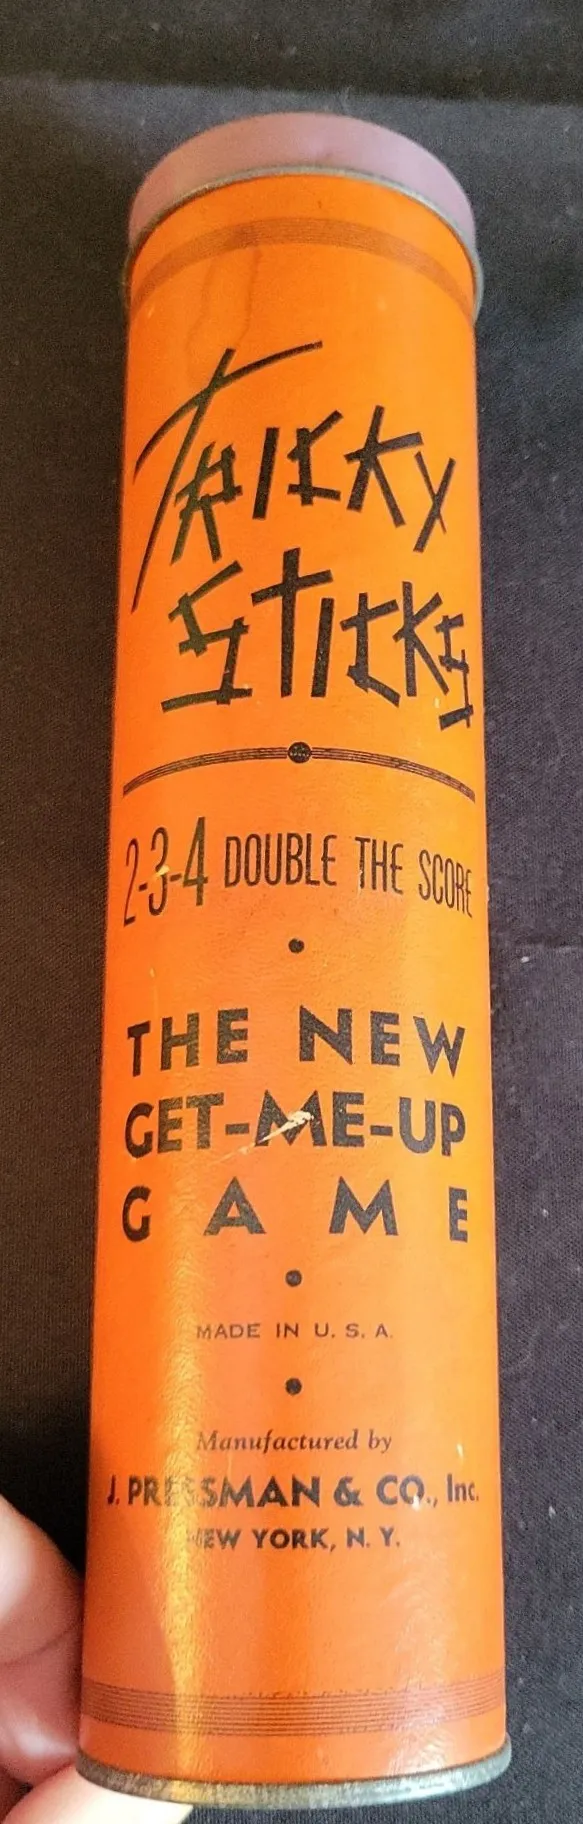 TRICKY
STICKS
2-3-4 DOUBLE THE SCORE
THE NEW
GET-ME-UP
GAME
MADE IN U. S. A.
Manufactured by
J. PRESSMAN & CO., Inc.
NEW YORK, N. Y.